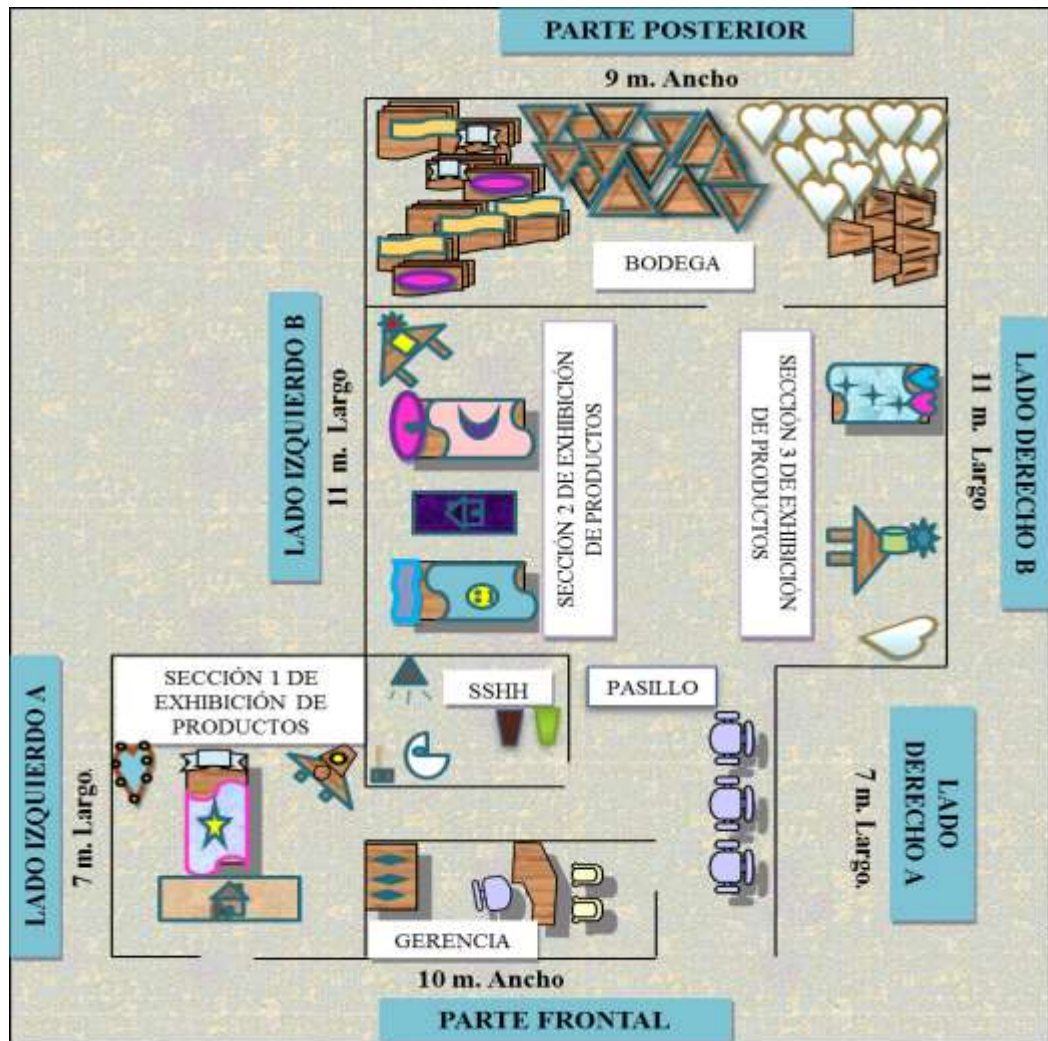 PARTE POSTERIOR
9 m. Ancho
BODEGA
LADO IZQUIERDO B
11 m. Largo
SECCIÓN 2 DE EXHIBICIÓN
DE PRODUCTOS
SECCIÓN 3 DE EXHIBICIÓN
DE PRODUCTOS
11 m. Largo
LADO DERECHO B
LADO IZQUIERDO A
7 m. Largo.
SECCIÓN 1 DE
EXHIBICIÓN DE
PRODUCTOS
SSHH
PASILLO
7 m. Largo.
LADO
DERECHO A
GERENCIA
10 m. Ancho
PARTE FRONTAL